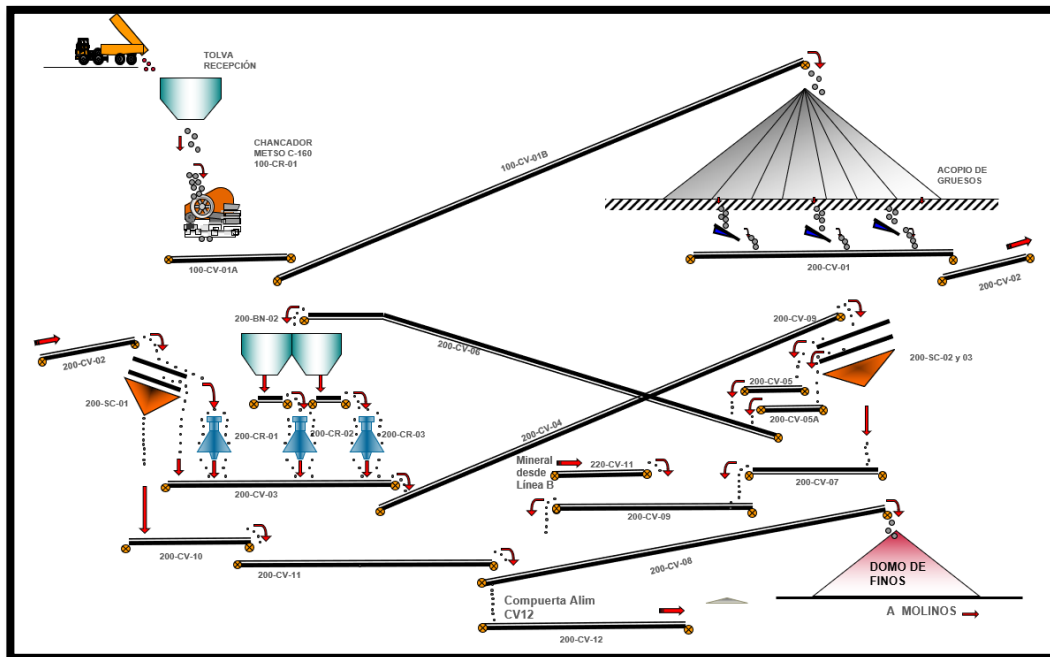 TOLVA
RECEPCIÓN
CHANCADOR
METSO C-160
100-CR-01
100-CV-01A
100-CV-01B
ACOPIO DE
GRUESOS
200-CV-01
200-CV-02
200-CV-02
200-SC-01
200-BN-02
200-CV-06
200-CV-09
200-SC-02 y 03
200-CV-05
200-CV-05A
200-CR-01
200-CR-02
200-CR-03
200-CV-04
200-CV-03
Mineral
desde
Línea B
220-CV-11
200-CV-07
200-CV-09
200-CV-10
200-CV-11
200-CV-08
DOMO DE
FINOS
A MOLINOS
Compuerta Alim
CV12
200-CV-12